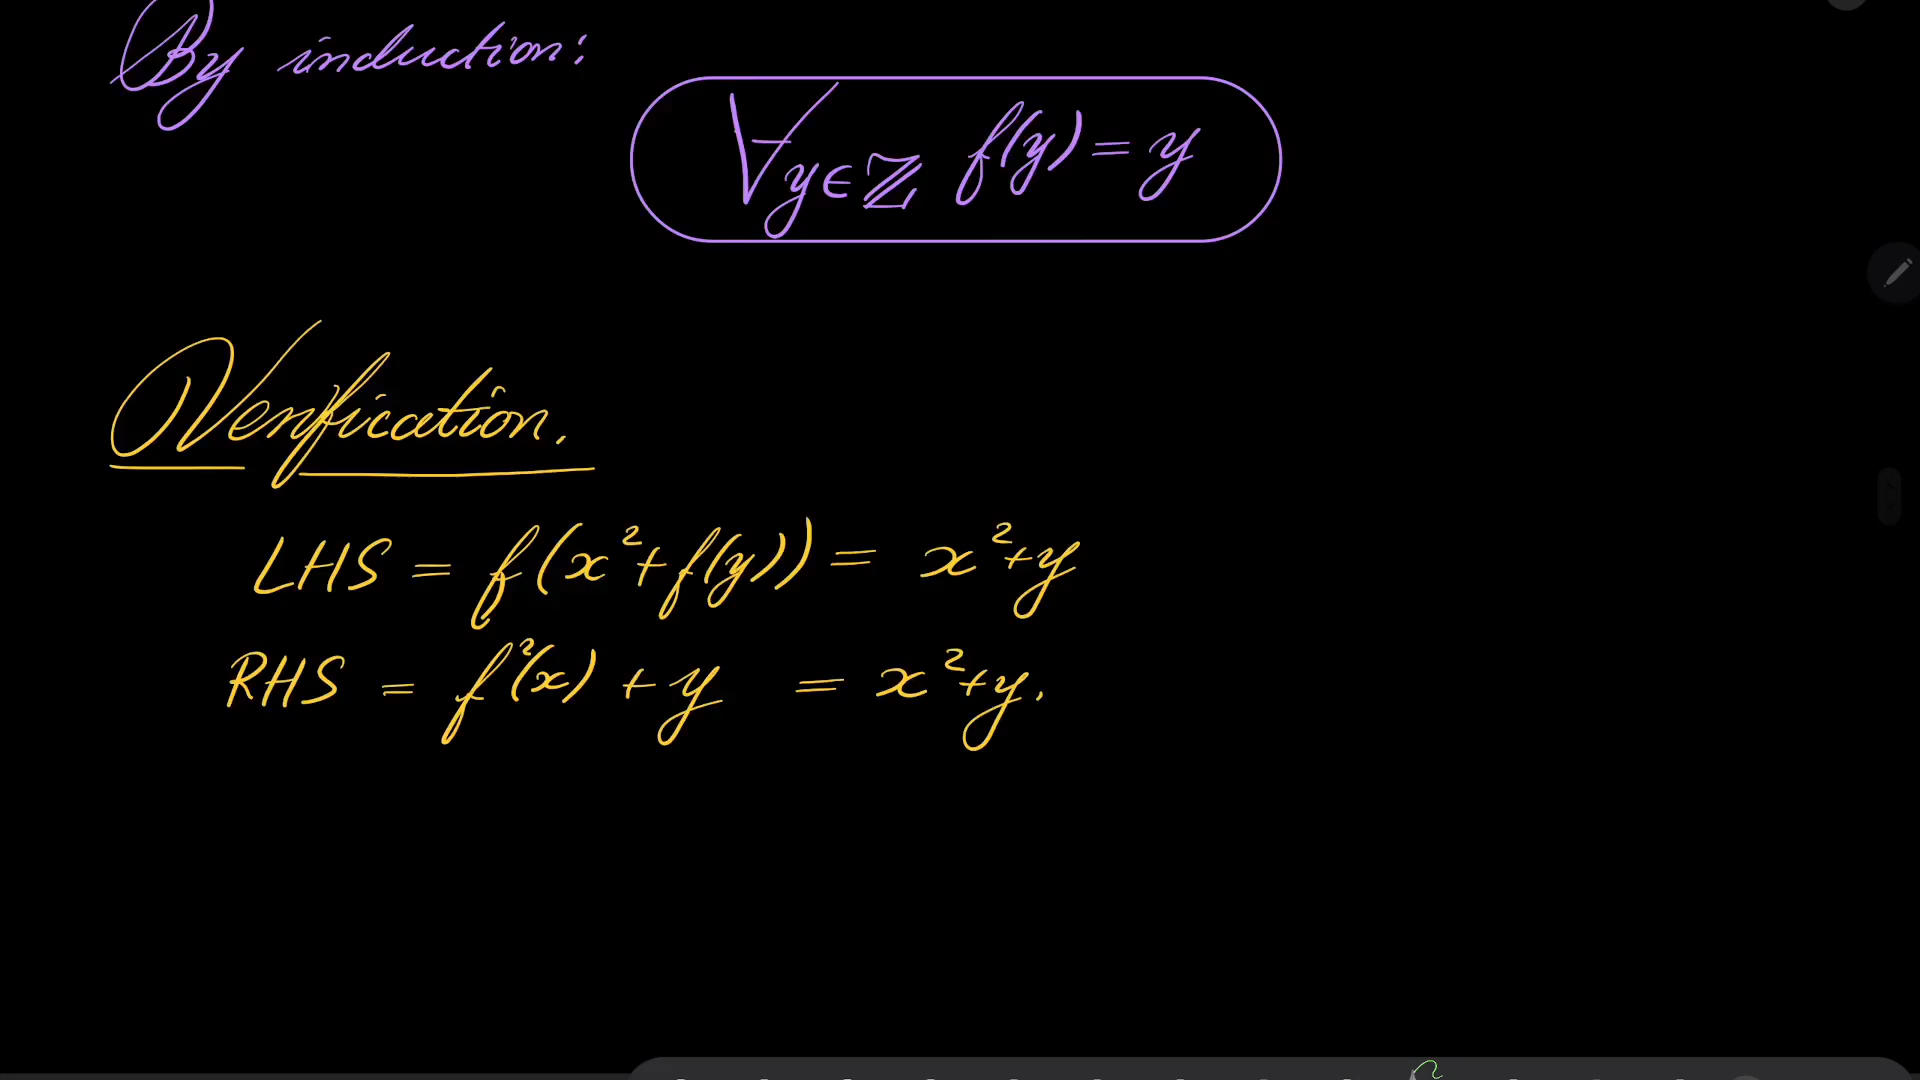 By induction:
∀y∈ℤ f(y) = y
Verification.
LHS = f(x²+f(y)) = x²+y
RHS = f²(x) + y = x²+y.